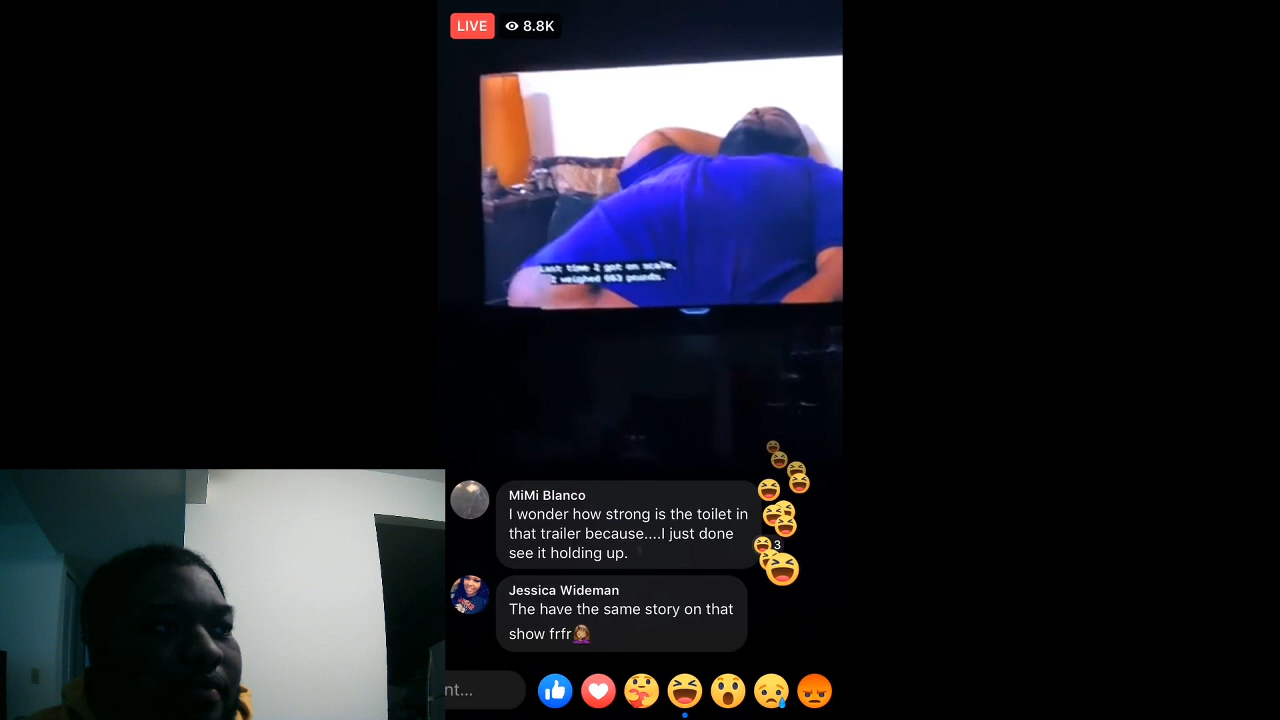 LIVE 8.8K
Last time I got on scale,
I weighed 663 pounds.
MiMi Blanco
I wonder how strong is the toilet in
that trailer because....I just done
see it holding up.
3
Jessica Wideman
The have the same story on that
show frfr🤦🏽‍♀️
nt...